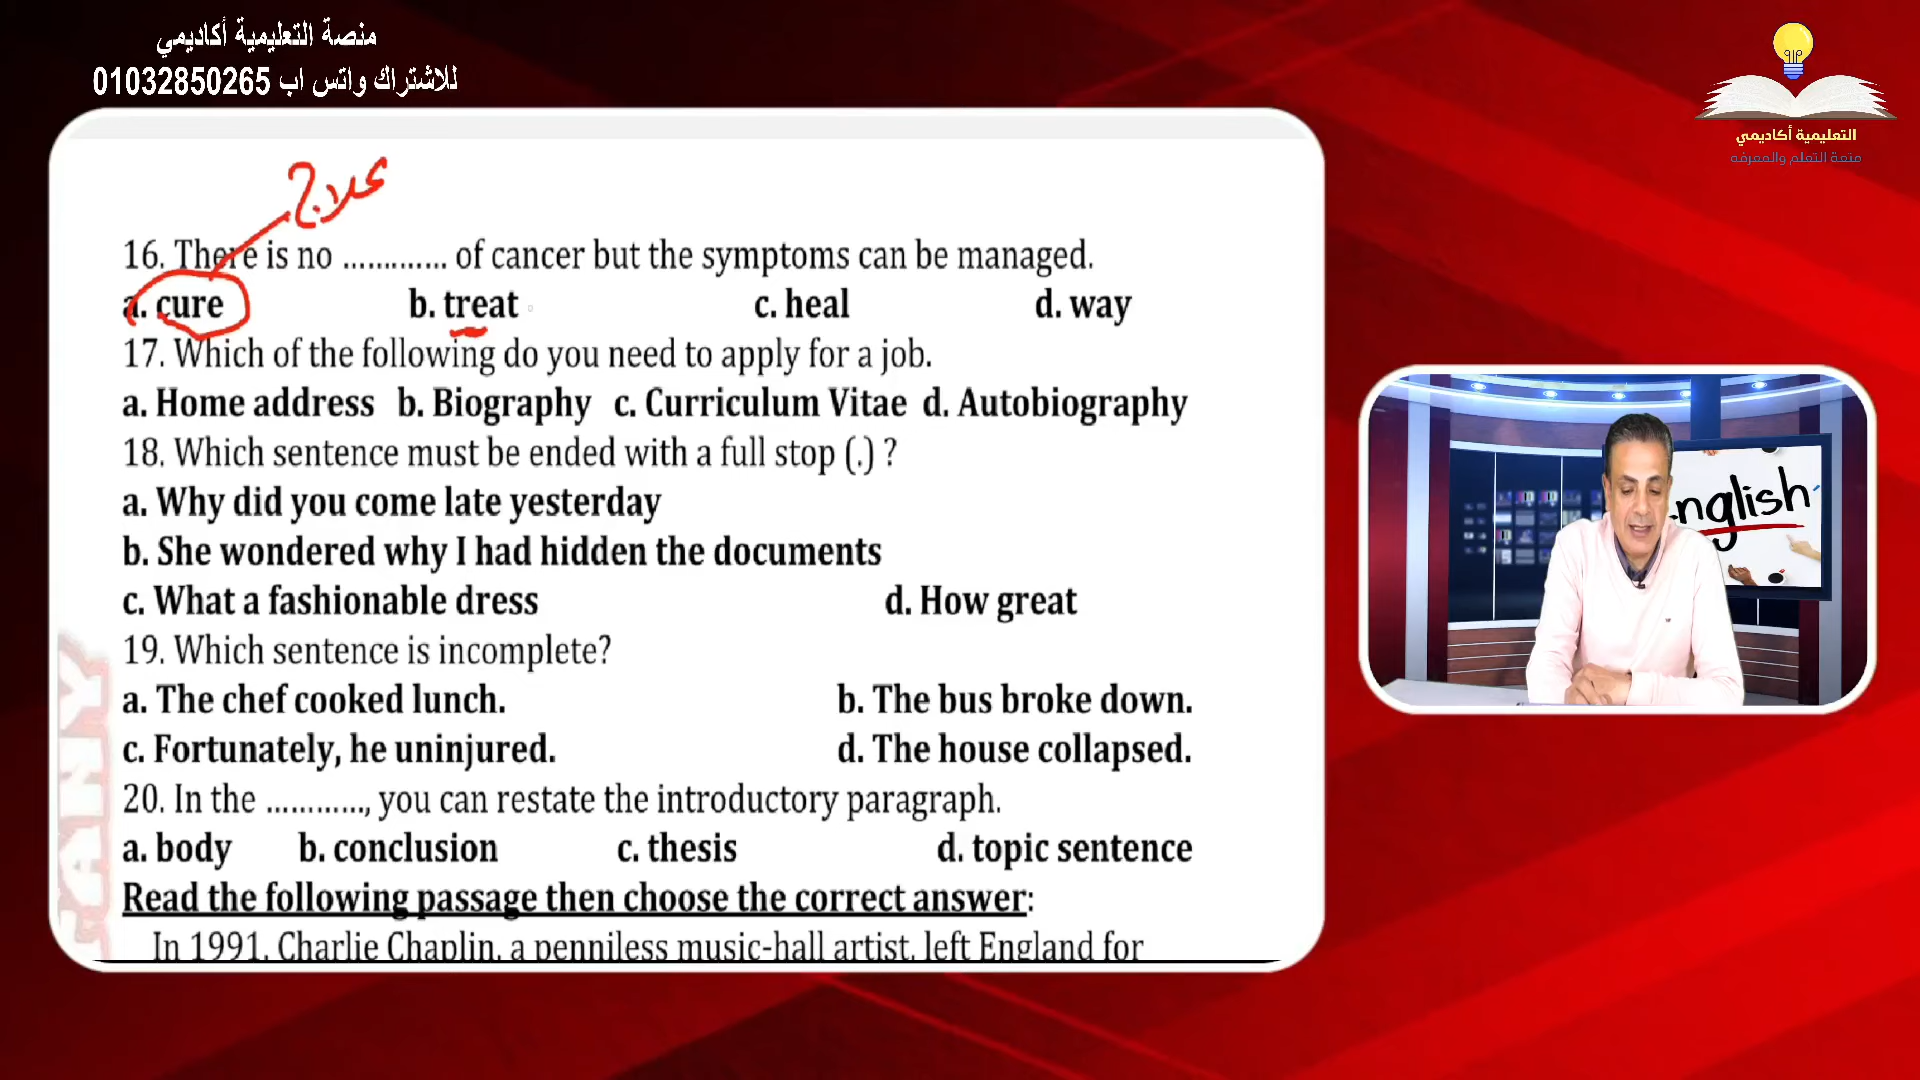 منصة التعليمية أكاديمي
للاشتراك واتس اب 01032850265
التعليمية أكاديمي
متعة التعلم والمعرفه
علاج
16. There is no ............. of cancer but the symptoms can be managed.
a. cure b. treat c. heal d. way
17. Which of the following do you need to apply for a job.
a. Home address b. Biography c. Curriculum Vitae d. Autobiography
18. Which sentence must be ended with a full stop (.) ?
a. Why did you come late yesterday
b. She wondered why I had hidden the documents
c. What a fashionable dress d. How great
19. Which sentence is incomplete?
a. The chef cooked lunch. b. The bus broke down.
c. Fortunately, he uninjured. d. The house collapsed.
20. In the ............., you can restate the introductory paragraph.
a. body b. conclusion c. thesis d. topic sentence
Read the following passage then choose the correct answer:
In 1991, Charlie Chaplin, a penniless music-hall artist, left England for
nglish